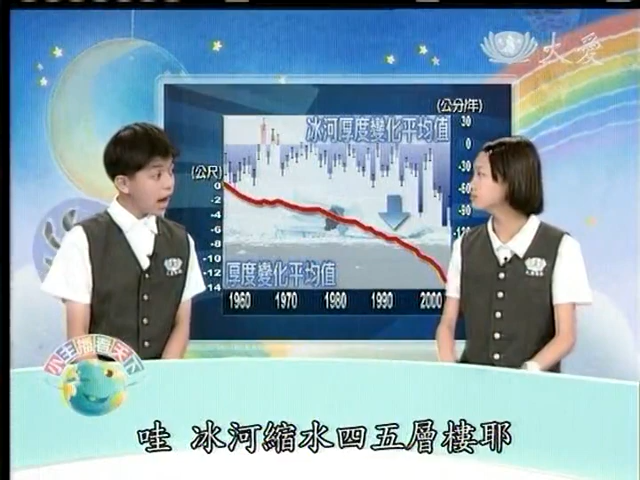 大愛
(公分/年)
冰河厚度變化平均值
(公尺)
30
0
-30
-60
-90
-120
0
-2
-4
-6
-8
-10
-12
14
厚度變化平均值
1960 1970 1980 1990 2000
小主播看天下
哇 冰河縮水四五層樓耶